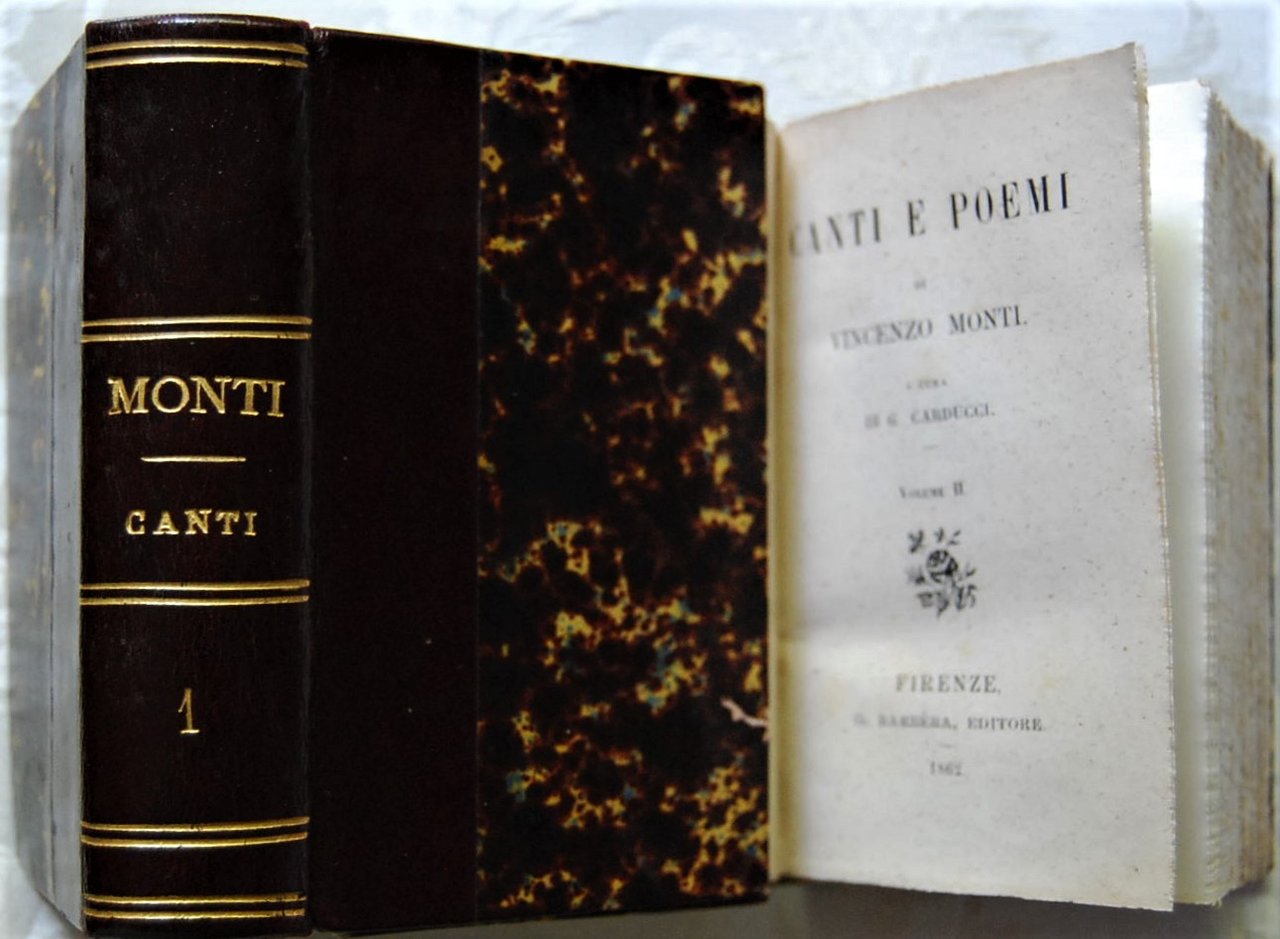 MONTI
CANTI
1
CANTI E POEMI
DI
VINCENZO MONTI.
A CURA
DI G. CARDUCCI.
VOLUME II.
FIRENZE,
G. BARBÈRA, EDITORE.
1862.